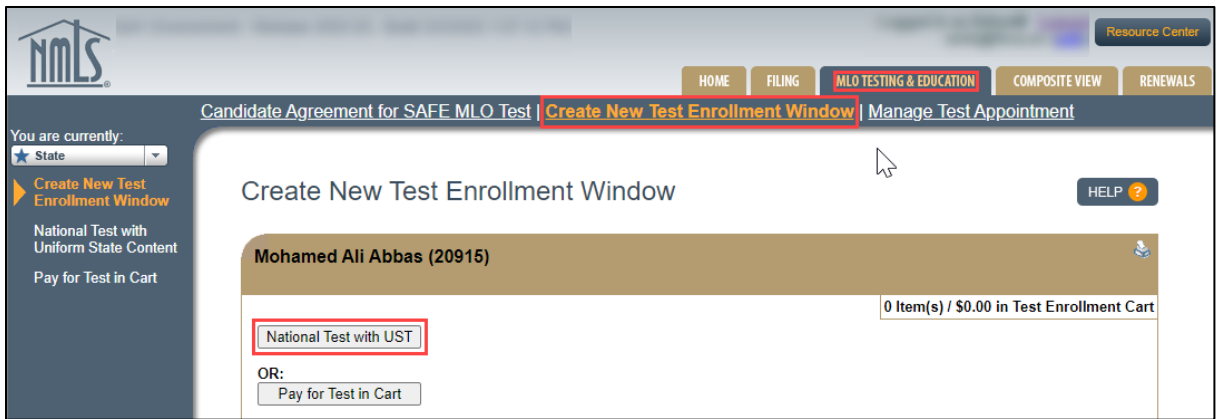 NMLS
Resource Center
HOME FILING MLO TESTING & EDUCATION COMPOSITE VIEW RENEWALS
Candidate Agreement for SAFE MLO Test | Create New Test Enrollment Window | Manage Test Appointment
You are currently:
State
Create New Test
Enrollment Window
National Test with
Uniform State Content
Pay for Test in Cart
Create New Test Enrollment Window
HELP ?
Mohamed Ali Abbas (20915)
0 Item(s) / $0.00 in Test Enrollment Cart
National Test with UST
OR:
Pay for Test in Cart